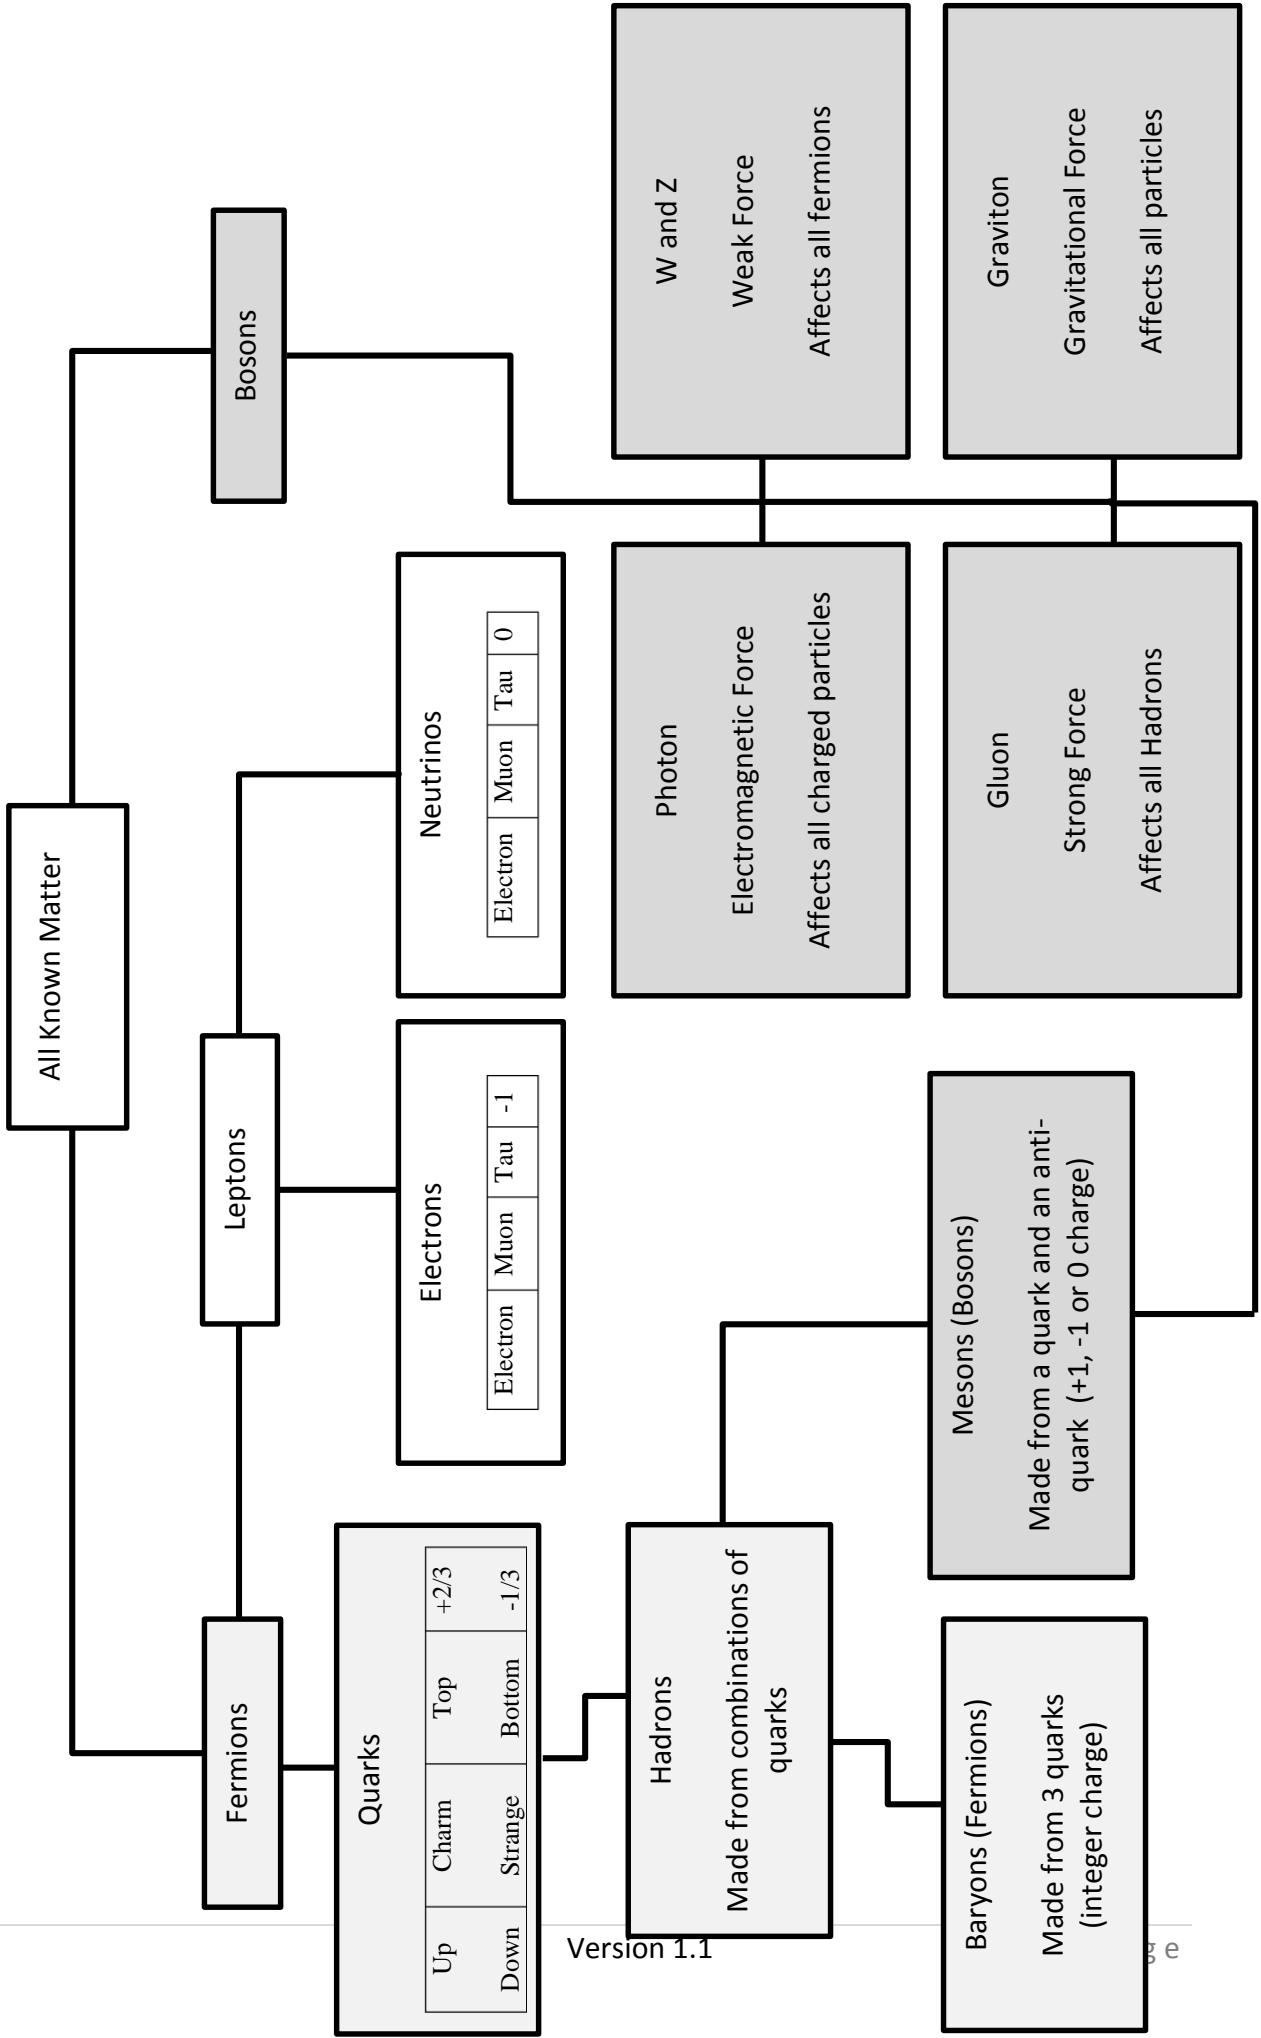 All Known Matter
Fermions
Leptons
Bosons
Quarks
Up Charm Top +2/3
Down Strange Bottom -1/3
Electrons
Electron Muon Tau -1
Neutrinos
Electron Muon Tau 0
Hadrons
Made from combinations of
quarks
Baryons (Fermions)
Made from 3 quarks
(integer charge)
Mesons (Bosons)
Made from a quark and an anti-
quark (+1, -1 or 0 charge)
Photon
Electromagnetic Force
Affects all charged particles
W and Z
Weak Force
Affects all fermions
Gluon
Strong Force
Affects all Hadrons
Graviton
Gravitational Force
Affects all particles
Version 1.1